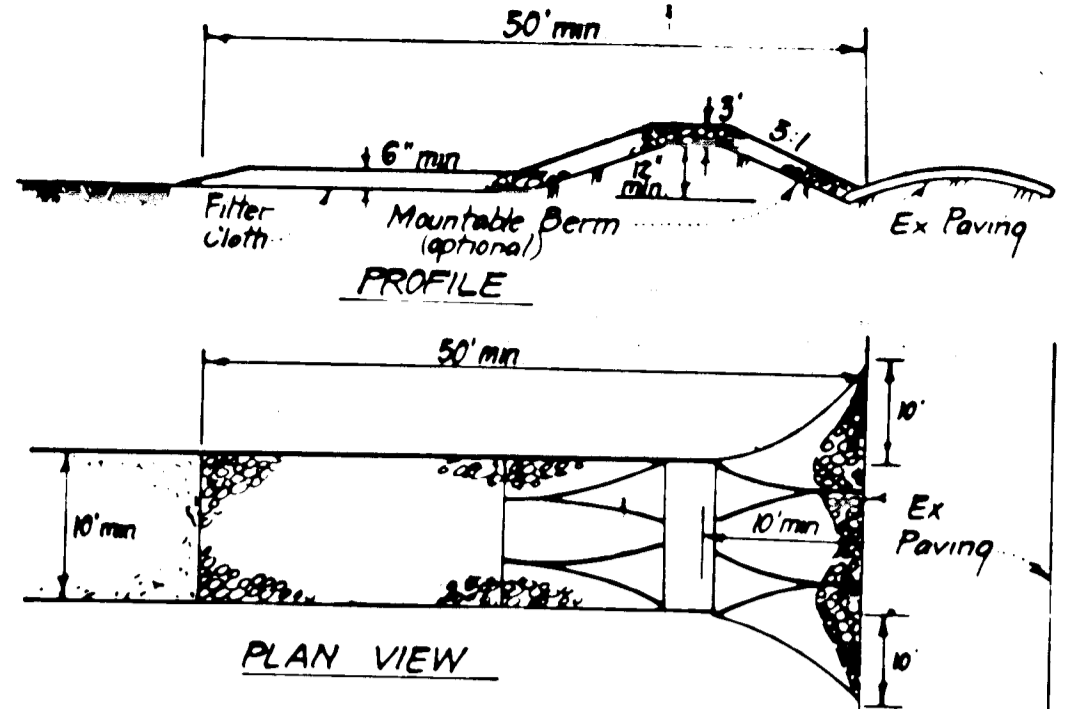 50' min
3'
3:1
6" min
12"
min
Filter
Cloth
Mountable Berm
(optional)
Ex Paving
PROFILE
50' min
10'
10' min
10' min
Ex
Paving
10'
PLAN VIEW